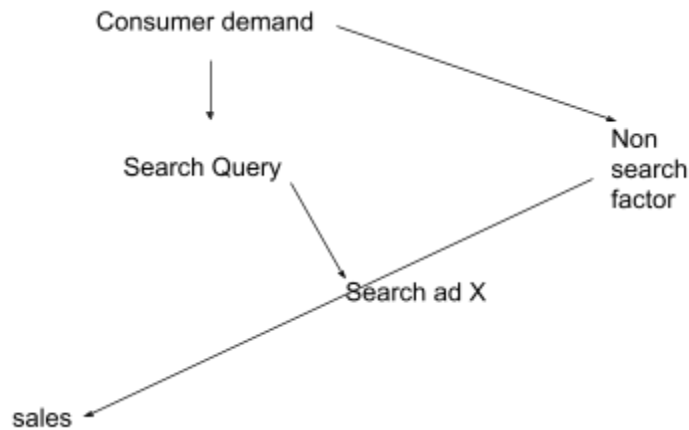 Consumer demand
Non
search
factor
Search Query
Search ad X
sales